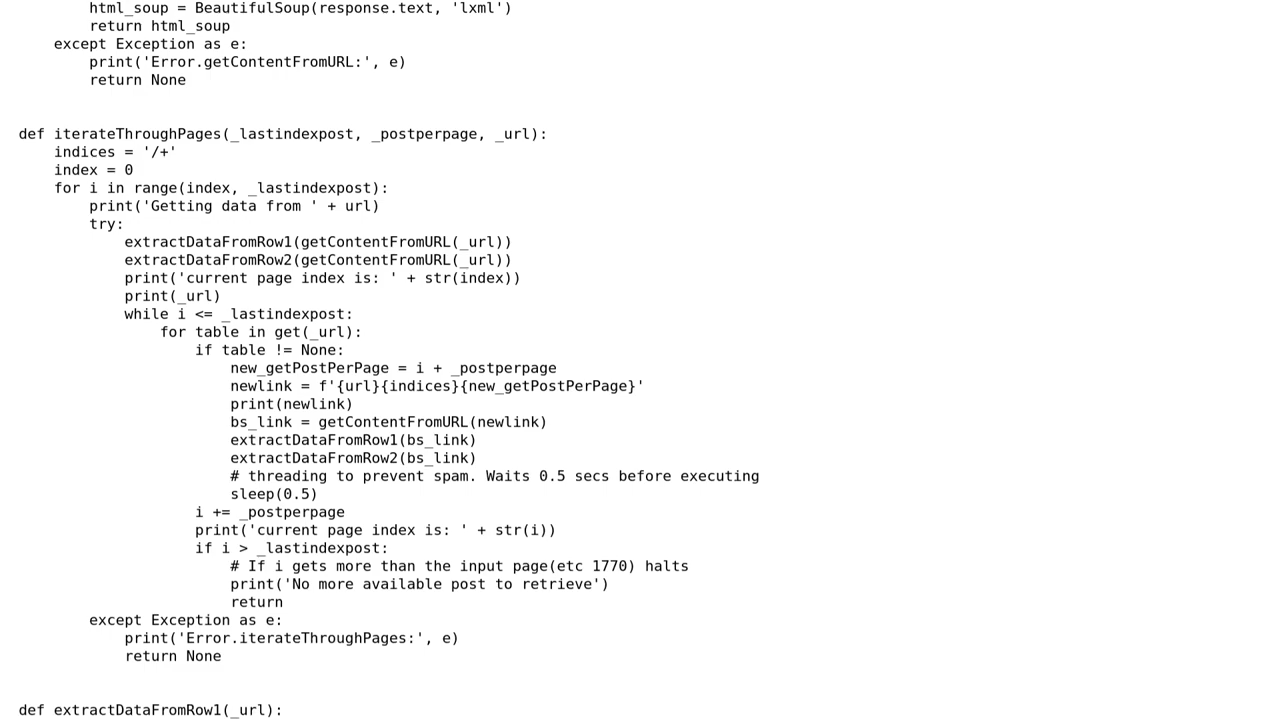 html_soup = BeautifulSoup(response.text, 'lxml')
        return html_soup
    except Exception as e:
        print('Error.getContentFromURL:', e)
        return None
def iterateThroughPages(_lastindexpost, _postperpage, _url):
    indices = '/+'
    index = 0
    for i in range(index, _lastindexpost):
        print('Getting data from ' + url)
        try:
            extractDataFromRow1(getContentFromURL(_url))
            extractDataFromRow2(getContentFromURL(_url))
            print('current page index is: ' + str(index))
            print(_url)
            while i <= _lastindexpost:
                for table in get(_url):
                    if table != None:
                        new_getPostPerPage = i + _postperpage
                        newlink = f'{url}{indices}{new_getPostPerPage}'
                        print(newlink)
                        bs_link = getContentFromURL(newlink)
                        extractDataFromRow1(bs_link)
                        extractDataFromRow2(bs_link)
                        # threading to prevent spam. Waits 0.5 secs before executing
                        sleep(0.5)
                    i += _postperpage
                    print('current page index is: ' + str(i))
                    if i > _lastindexpost:
                        # If i gets more than the input page(etc 1770) halts
                        print('No more available post to retrieve')
                        return
        except Exception as e:
            print('Error.iterateThroughPages:', e)
            return None
def extractDataFromRow1(_url):